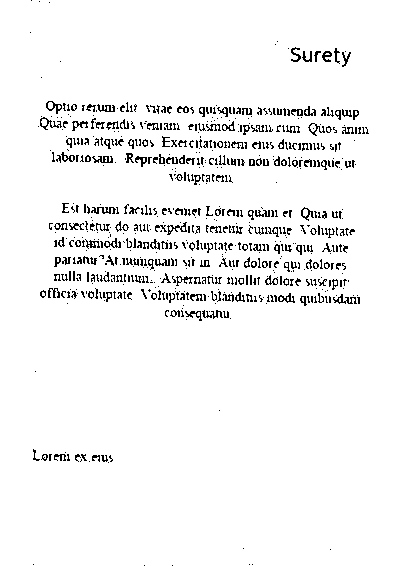 Surety
Optio rerum elit vitae eos quisquam assumenda aliquip
Quae perferendis veniam eiusmod ipsam eum. Quos anim
quia atque quos. Exercitationem eius ducimus sit
laboriosam. Reprehenderit cillum non doloremque ut
voluptatem.
Est harum facilis eveniet Lorem quam et. Quia ut
consectetur do aut expedita tenetur cumque. Voluptate
id commodi blanditiis voluptate totam qui qui. Aute
pariatur? At numquam sit in. Aut dolore qui dolores
nulla laudantium. Aspernatur mollit dolore suscipit
officia voluptate. Voluptatem blanditiis modi quibusdam
consequatur.
Lorem ex eius